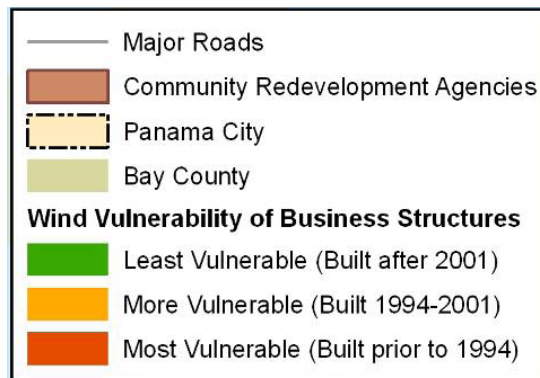 Major Roads
Community Redevelopment Agencies
Panama City
Bay County
Wind Vulnerability of Business Structures
Least Vulnerable (Built after 2001)
More Vulnerable (Built 1994-2001)
Most Vulnerable (Built prior to 1994)